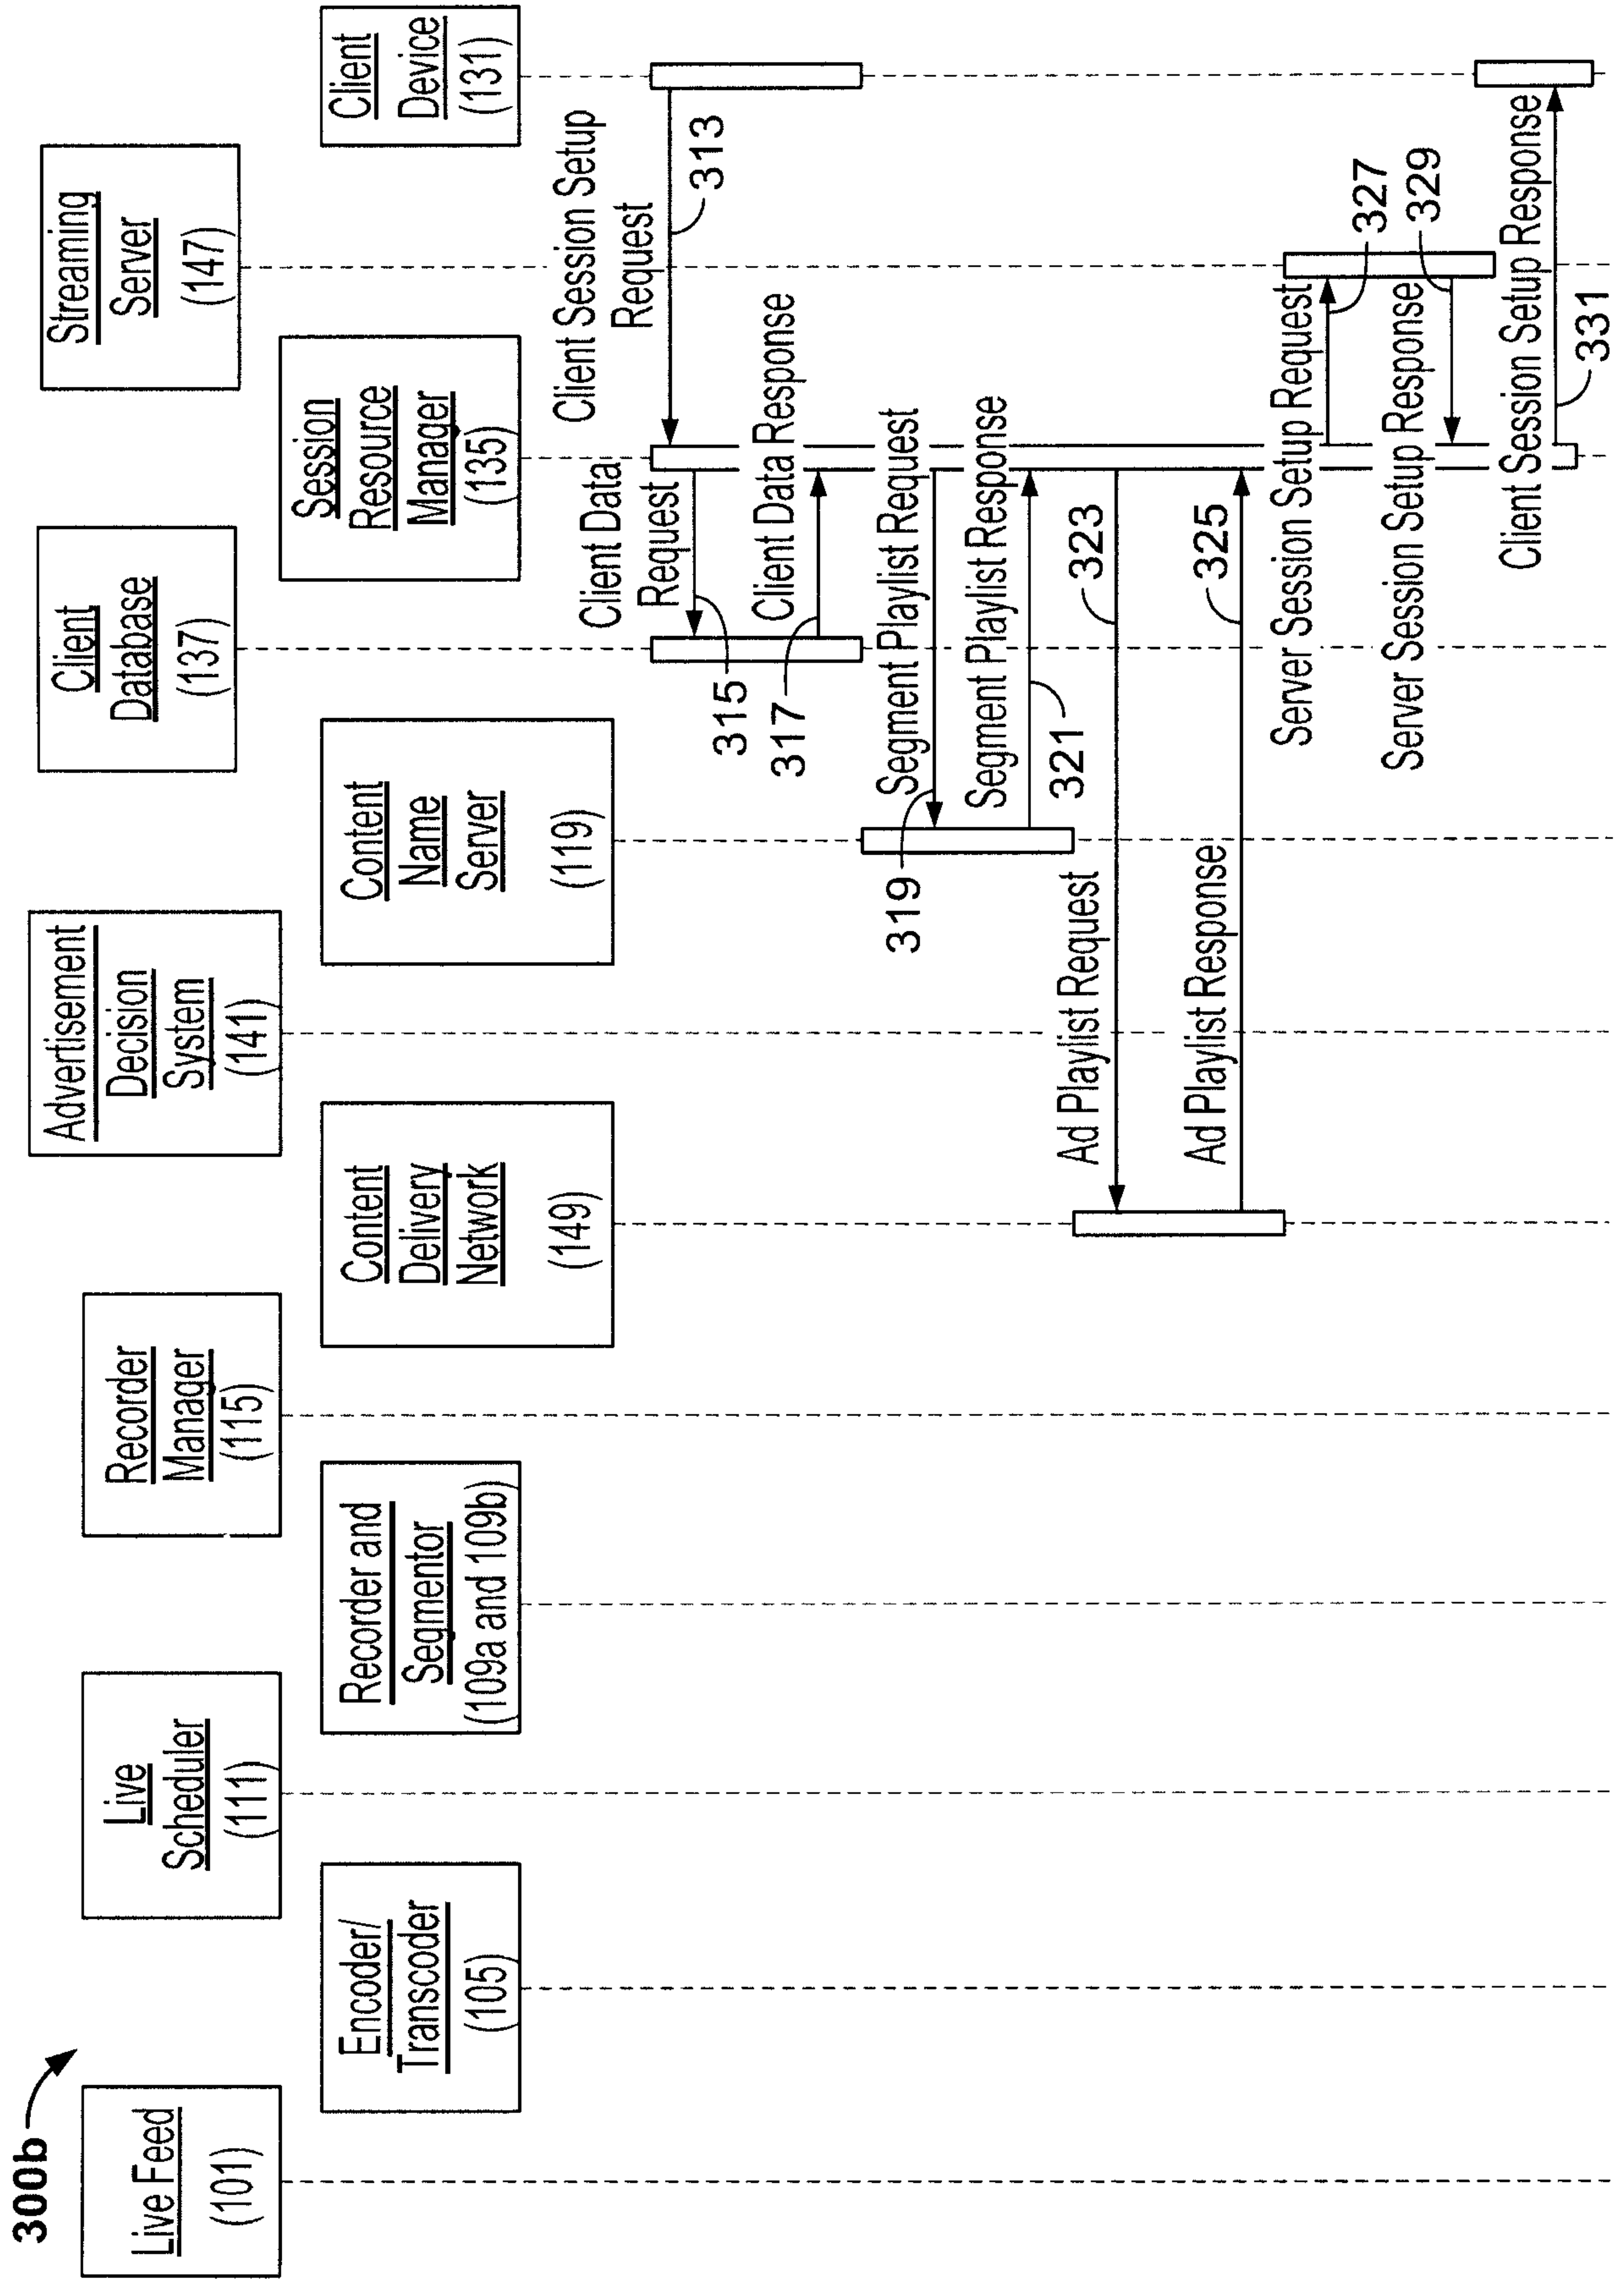 300b
Live Feed
(101)
Encoder/
Transcoder
(105)
Live
Scheduler
(111)
Recorder and
Segmentor
(109a and 109b)
Recorder
Manager
(115)
Content
Delivery
Network
(149)
Advertisement
Decision
System
(141)
Content
Name
Server
(119)
Client
Database
(137)
Session
Resource
Manager
(135)
Streaming
Server
(147)
Client
Device
(131)
Client Session Setup
Request
313
Client Data
Request
315
Client Data Response
317
Segment Playlist Request
319
Segment Playlist Response
321
Ad Playlist Request
323
Ad Playlist Response
325
Server Session Setup Request
327
Server Session Setup Response
329
Client Session Setup Response
331